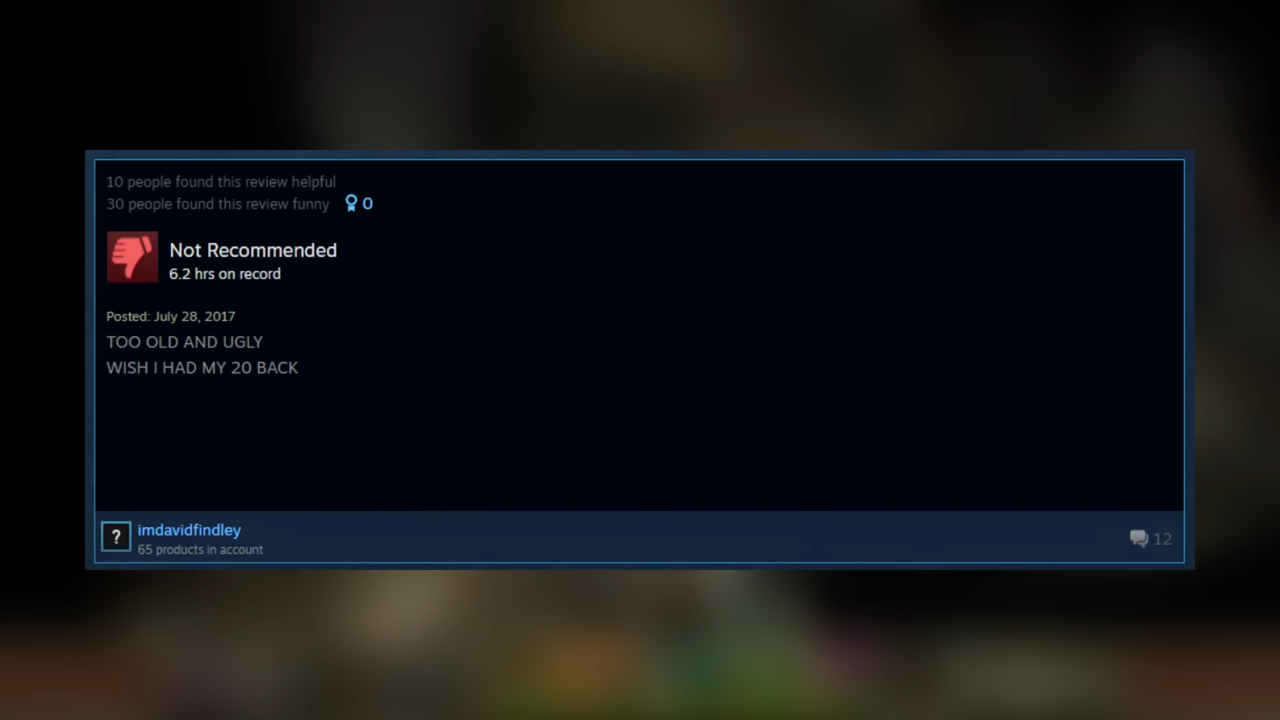 10 people found this review helpful
30 people found this review funny 0
Not Recommended
6.2 hrs on record
Posted: July 28, 2017
TOO OLD AND UGLY
WISH I HAD MY 20 BACK
?
imdavidfindley
65 products in account
12